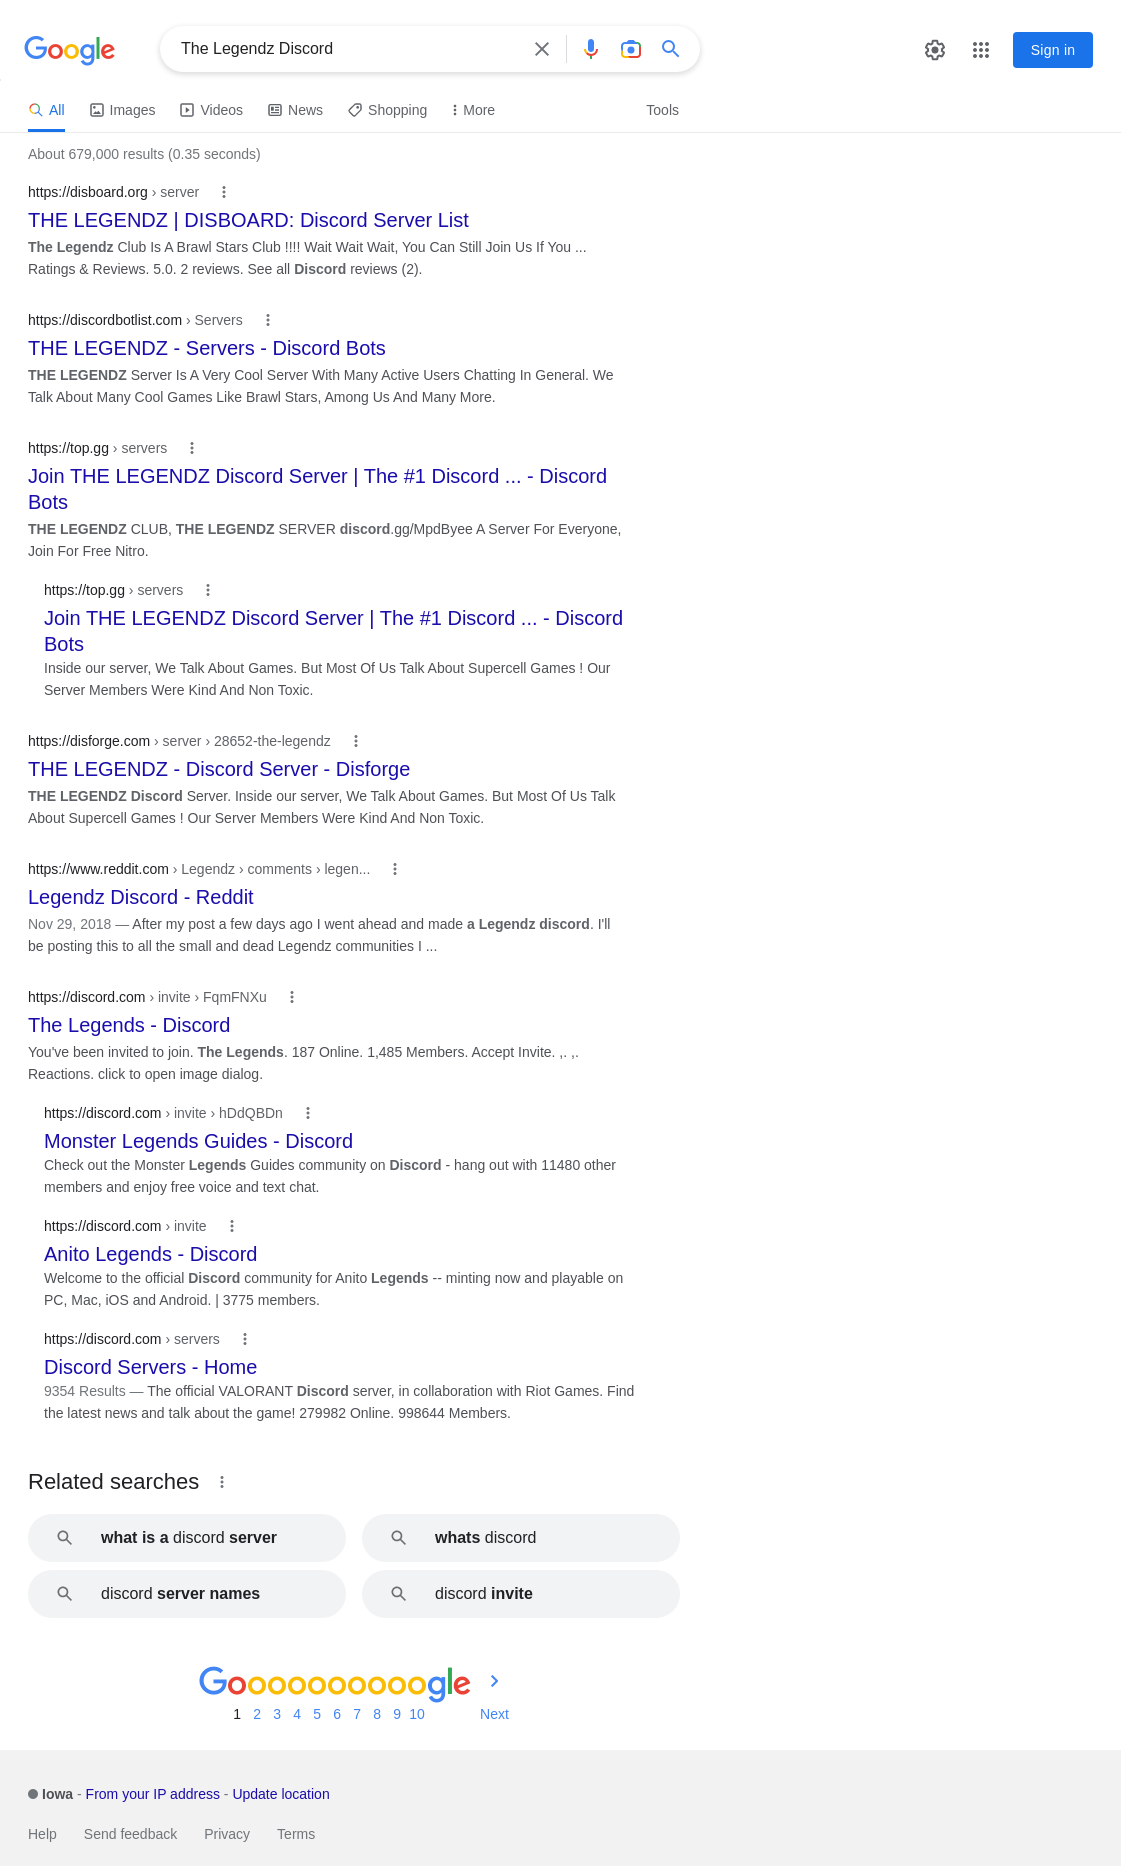 Google
The Legendz Discord
Sign in
All
Images
Videos
News
Shopping
More
Tools
About 679,000 results (0.35 seconds)
https://disboard.org › server
THE LEGENDZ | DISBOARD: Discord Server List
The Legendz Club Is A Brawl Stars Club !!!! Wait Wait Wait, You Can Still Join Us If You ...
Ratings & Reviews. 5.0. 2 reviews. See all Discord reviews (2).
https://discordbotlist.com › Servers
THE LEGENDZ - Servers - Discord Bots
THE LEGENDZ Server Is A Very Cool Server With Many Active Users Chatting In General. We
Talk About Many Cool Games Like Brawl Stars, Among Us And Many More.
https://top.gg › servers
Join THE LEGENDZ Discord Server | The #1 Discord ... - Discord
Bots
THE LEGENDZ CLUB, THE LEGENDZ SERVER discord.gg/MpdByee A Server For Everyone,
Join For Free Nitro.
https://top.gg › servers
Join THE LEGENDZ Discord Server | The #1 Discord ... - Discord
Bots
Inside our server, We Talk About Games. But Most Of Us Talk About Supercell Games ! Our
Server Members Were Kind And Non Toxic.
https://disforge.com › server › 28652-the-legendz
THE LEGENDZ - Discord Server - Disforge
THE LEGENDZ Discord Server. Inside our server, We Talk About Games. But Most Of Us Talk
About Supercell Games ! Our Server Members Were Kind And Non Toxic.
https://www.reddit.com › Legendz › comments › legen...
Legendz Discord - Reddit
Nov 29, 2018 — After my post a few days ago I went ahead and made a Legendz discord. I'll
be posting this to all the small and dead Legendz communities I ...
https://discord.com › invite › FqmFNXu
The Legends - Discord
You've been invited to join. The Legends. 187 Online. 1,485 Members. Accept Invite. ,. ,.
Reactions. click to open image dialog.
https://discord.com › invite › hDdQBDn
Monster Legends Guides - Discord
Check out the Monster Legends Guides community on Discord - hang out with 11480 other
members and enjoy free voice and text chat.
https://discord.com › invite
Anito Legends - Discord
Welcome to the official Discord community for Anito Legends -- minting now and playable on
PC, Mac, iOS and Android. | 3775 members.
https://discord.com › servers
Discord Servers - Home
9354 Results — The official VALORANT Discord server, in collaboration with Riot Games. Find
the latest news and talk about the game! 279982 Online. 998644 Members.
Related searches
what is a discord server
whats discord
discord server names
discord invite
Goooooooooogle
1 2 3 4 5 6 7 8 9 10 Next
Iowa - From your IP address - Update location
Help Send feedback Privacy Terms